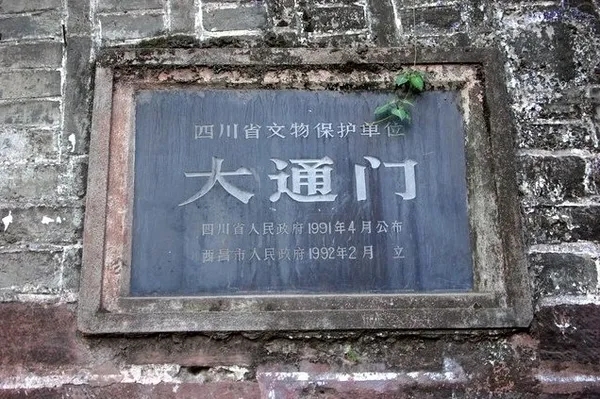 四川省文物保护单位
大通门
四川省人民政府1991年4月公布
西昌市人民政府1992年2月 立